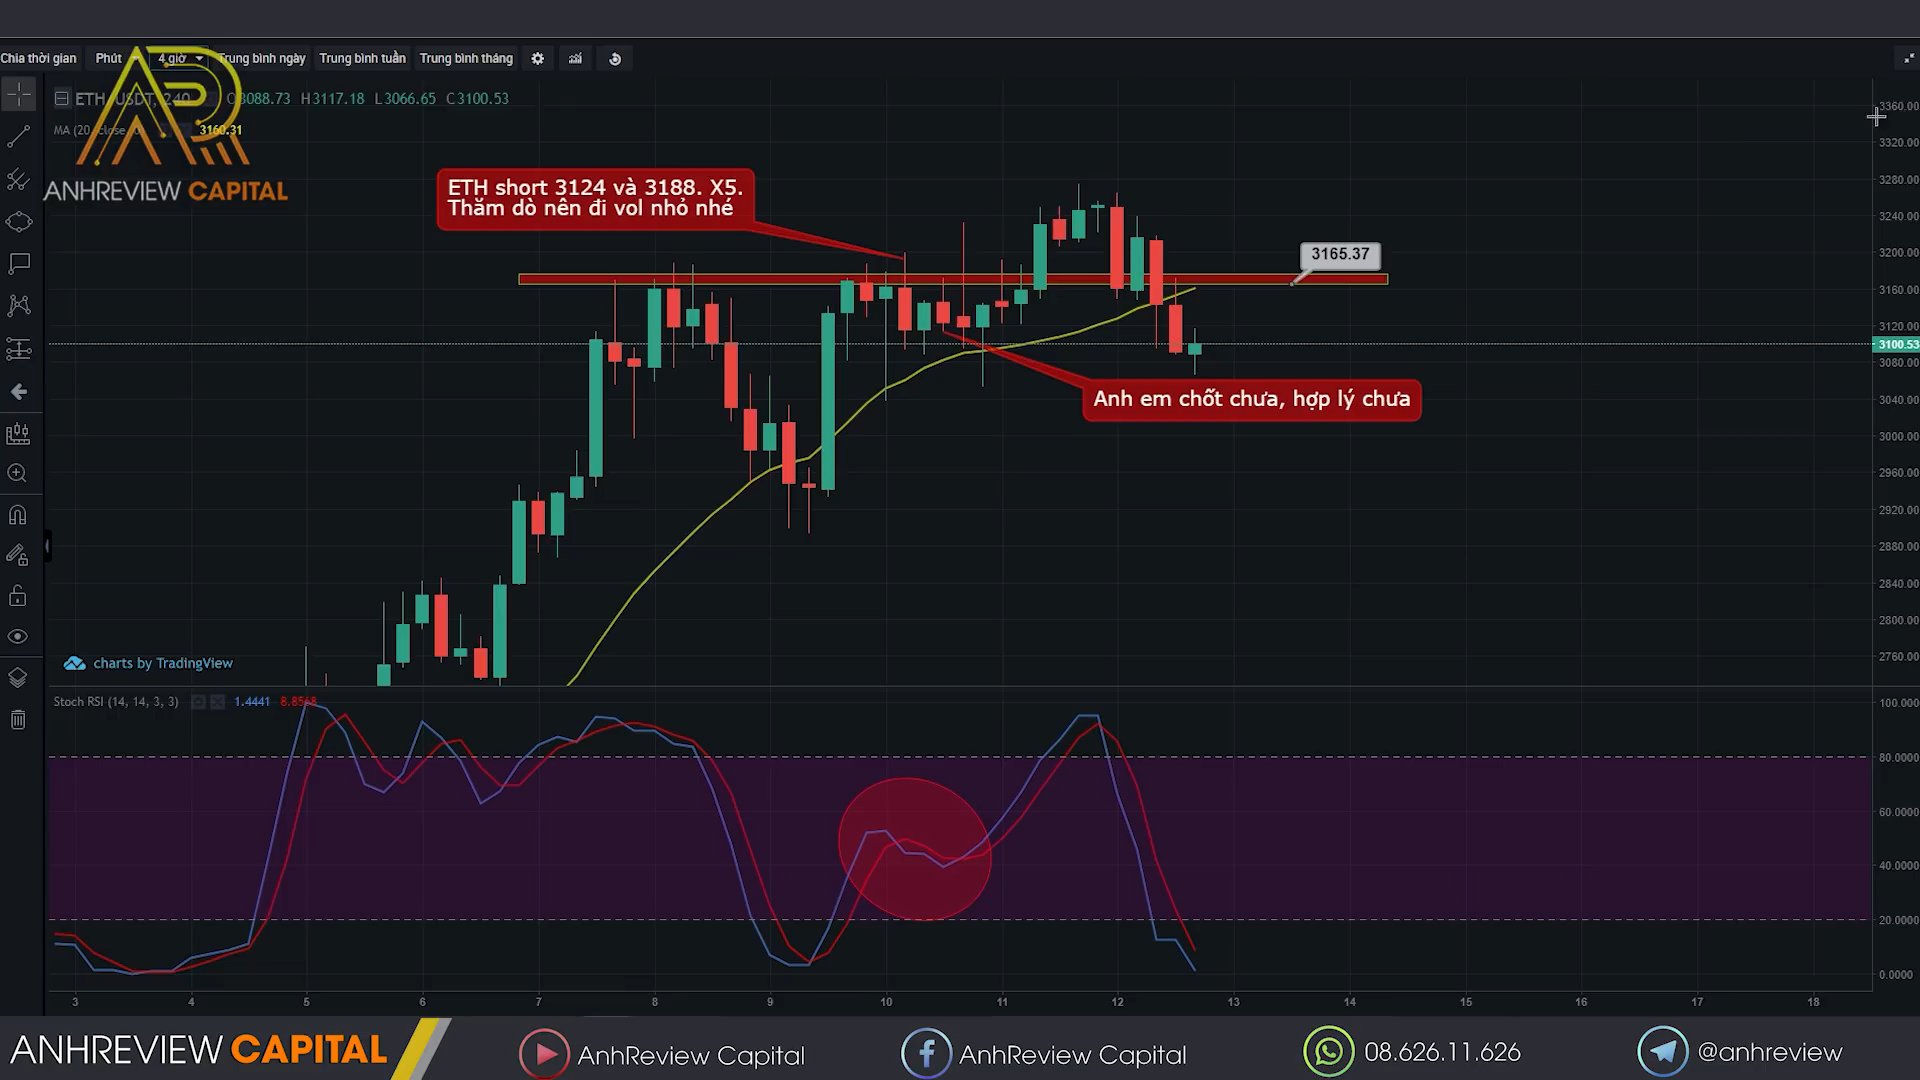 Chia thời gian Phút 4 giờ Trung bình ngày Trung bình tuần Trung bình tháng
ETH USDT, 240 O3088.73 H3117.18 L3066.65 C3100.53
MA (20, close, 0) 3160.31
ANHREVIEW CAPITAL
ETH short 3124 và 3188. X5.
Thăm dò nên đi vol nhỏ nhé
3165.37
Anh em chốt chưa, hợp lý chưa
3360.00
3320.00
3280.00
3240.00
3200.00
3160.00
3120.00
3100.53
3080.00
3040.00
3000.00
2960.00
2920.00
2880.00
2840.00
2800.00
2760.00
charts by TradingView
Stoch RSI (14, 14, 3, 3) 1.4441 8.8568
100.0000
80.0000
60.0000
40.0000
20.0000
0.0000
3 4 5 6 7 8 9 10 11 12 13 14 15 16 17 18
ANHREVIEW CAPITAL AnhReview Capital AnhReview Capital 08.626.11.626 @anhreview